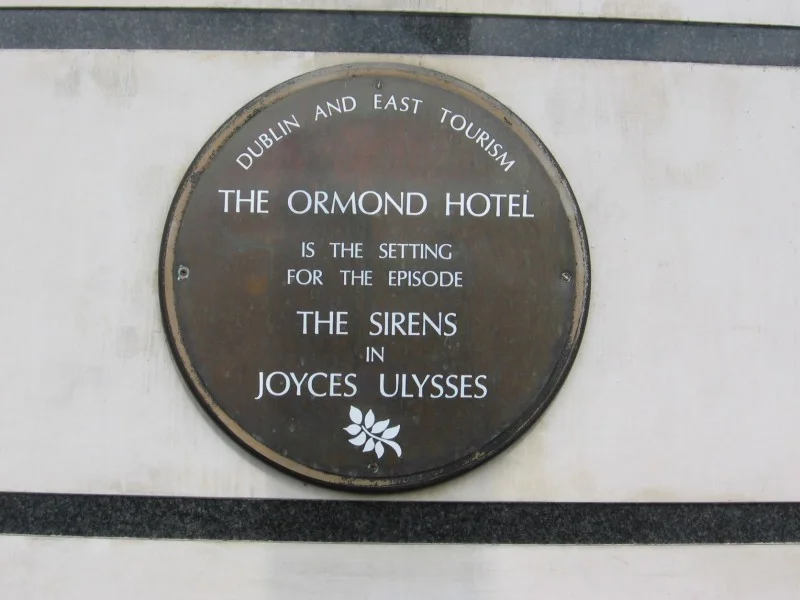 DUBLIN AND EAST TOURISM
THE ORMOND HOTEL
IS THE SETTING
FOR THE EPISODE
THE SIRENS
IN
JOYCES ULYSSES